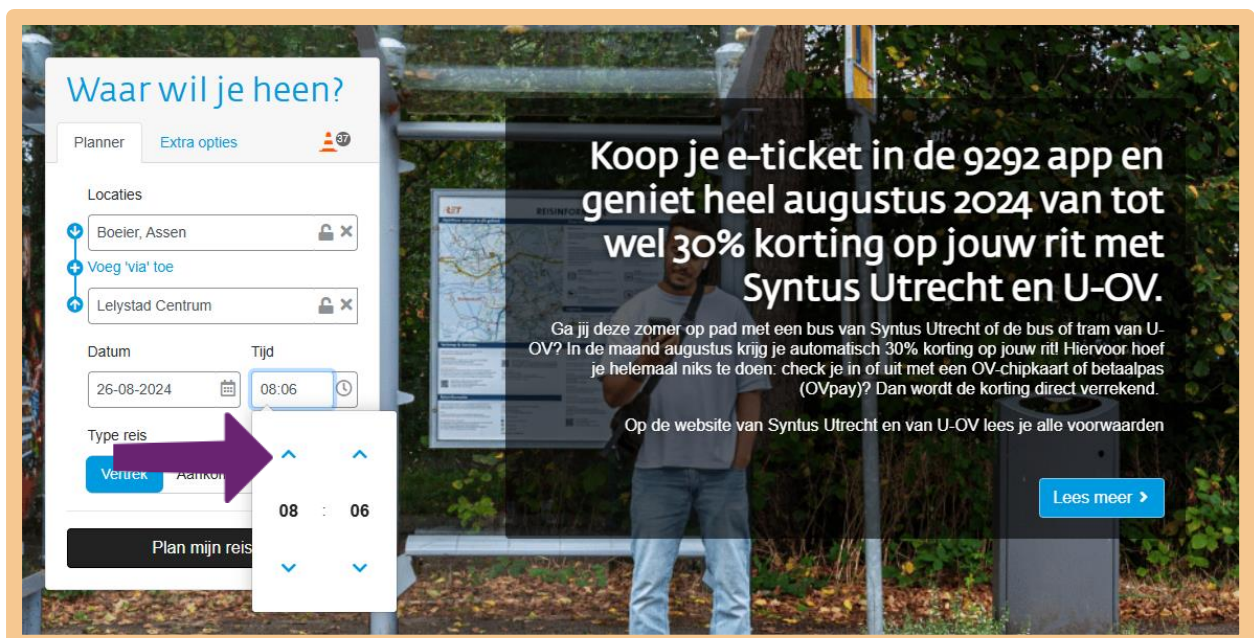 Waar wil je heen?
Planner Extra opties 37
Locaties
Boeier, Assen
Voeg 'via' toe
Lelystad Centrum
Datum Tijd
26-08-2024 08:06
Type reis
Vertrek
08 : 06
Plan mijn reis
REISINFOR
Koop je e-ticket in de 9292 app en
geniet heel augustus 2024 van tot
wel 30% korting op jouw rit met
Syntus Utrecht en U-OV.
Ga jij deze zomer op pad met een bus van Syntus Utrecht of de bus of tram van U-
OV? In de maand augustus krijg je automatisch 30% korting op jouw rit! Hiervoor hoef
je helemaal niks te doen: check je in of uit met een OV-chipkaart of betaalpas
(OVpay)? Dan wordt de korting direct verrekend.
Op de website van Syntus Utrecht en van U-OV lees je alle voorwaarden
Lees meer